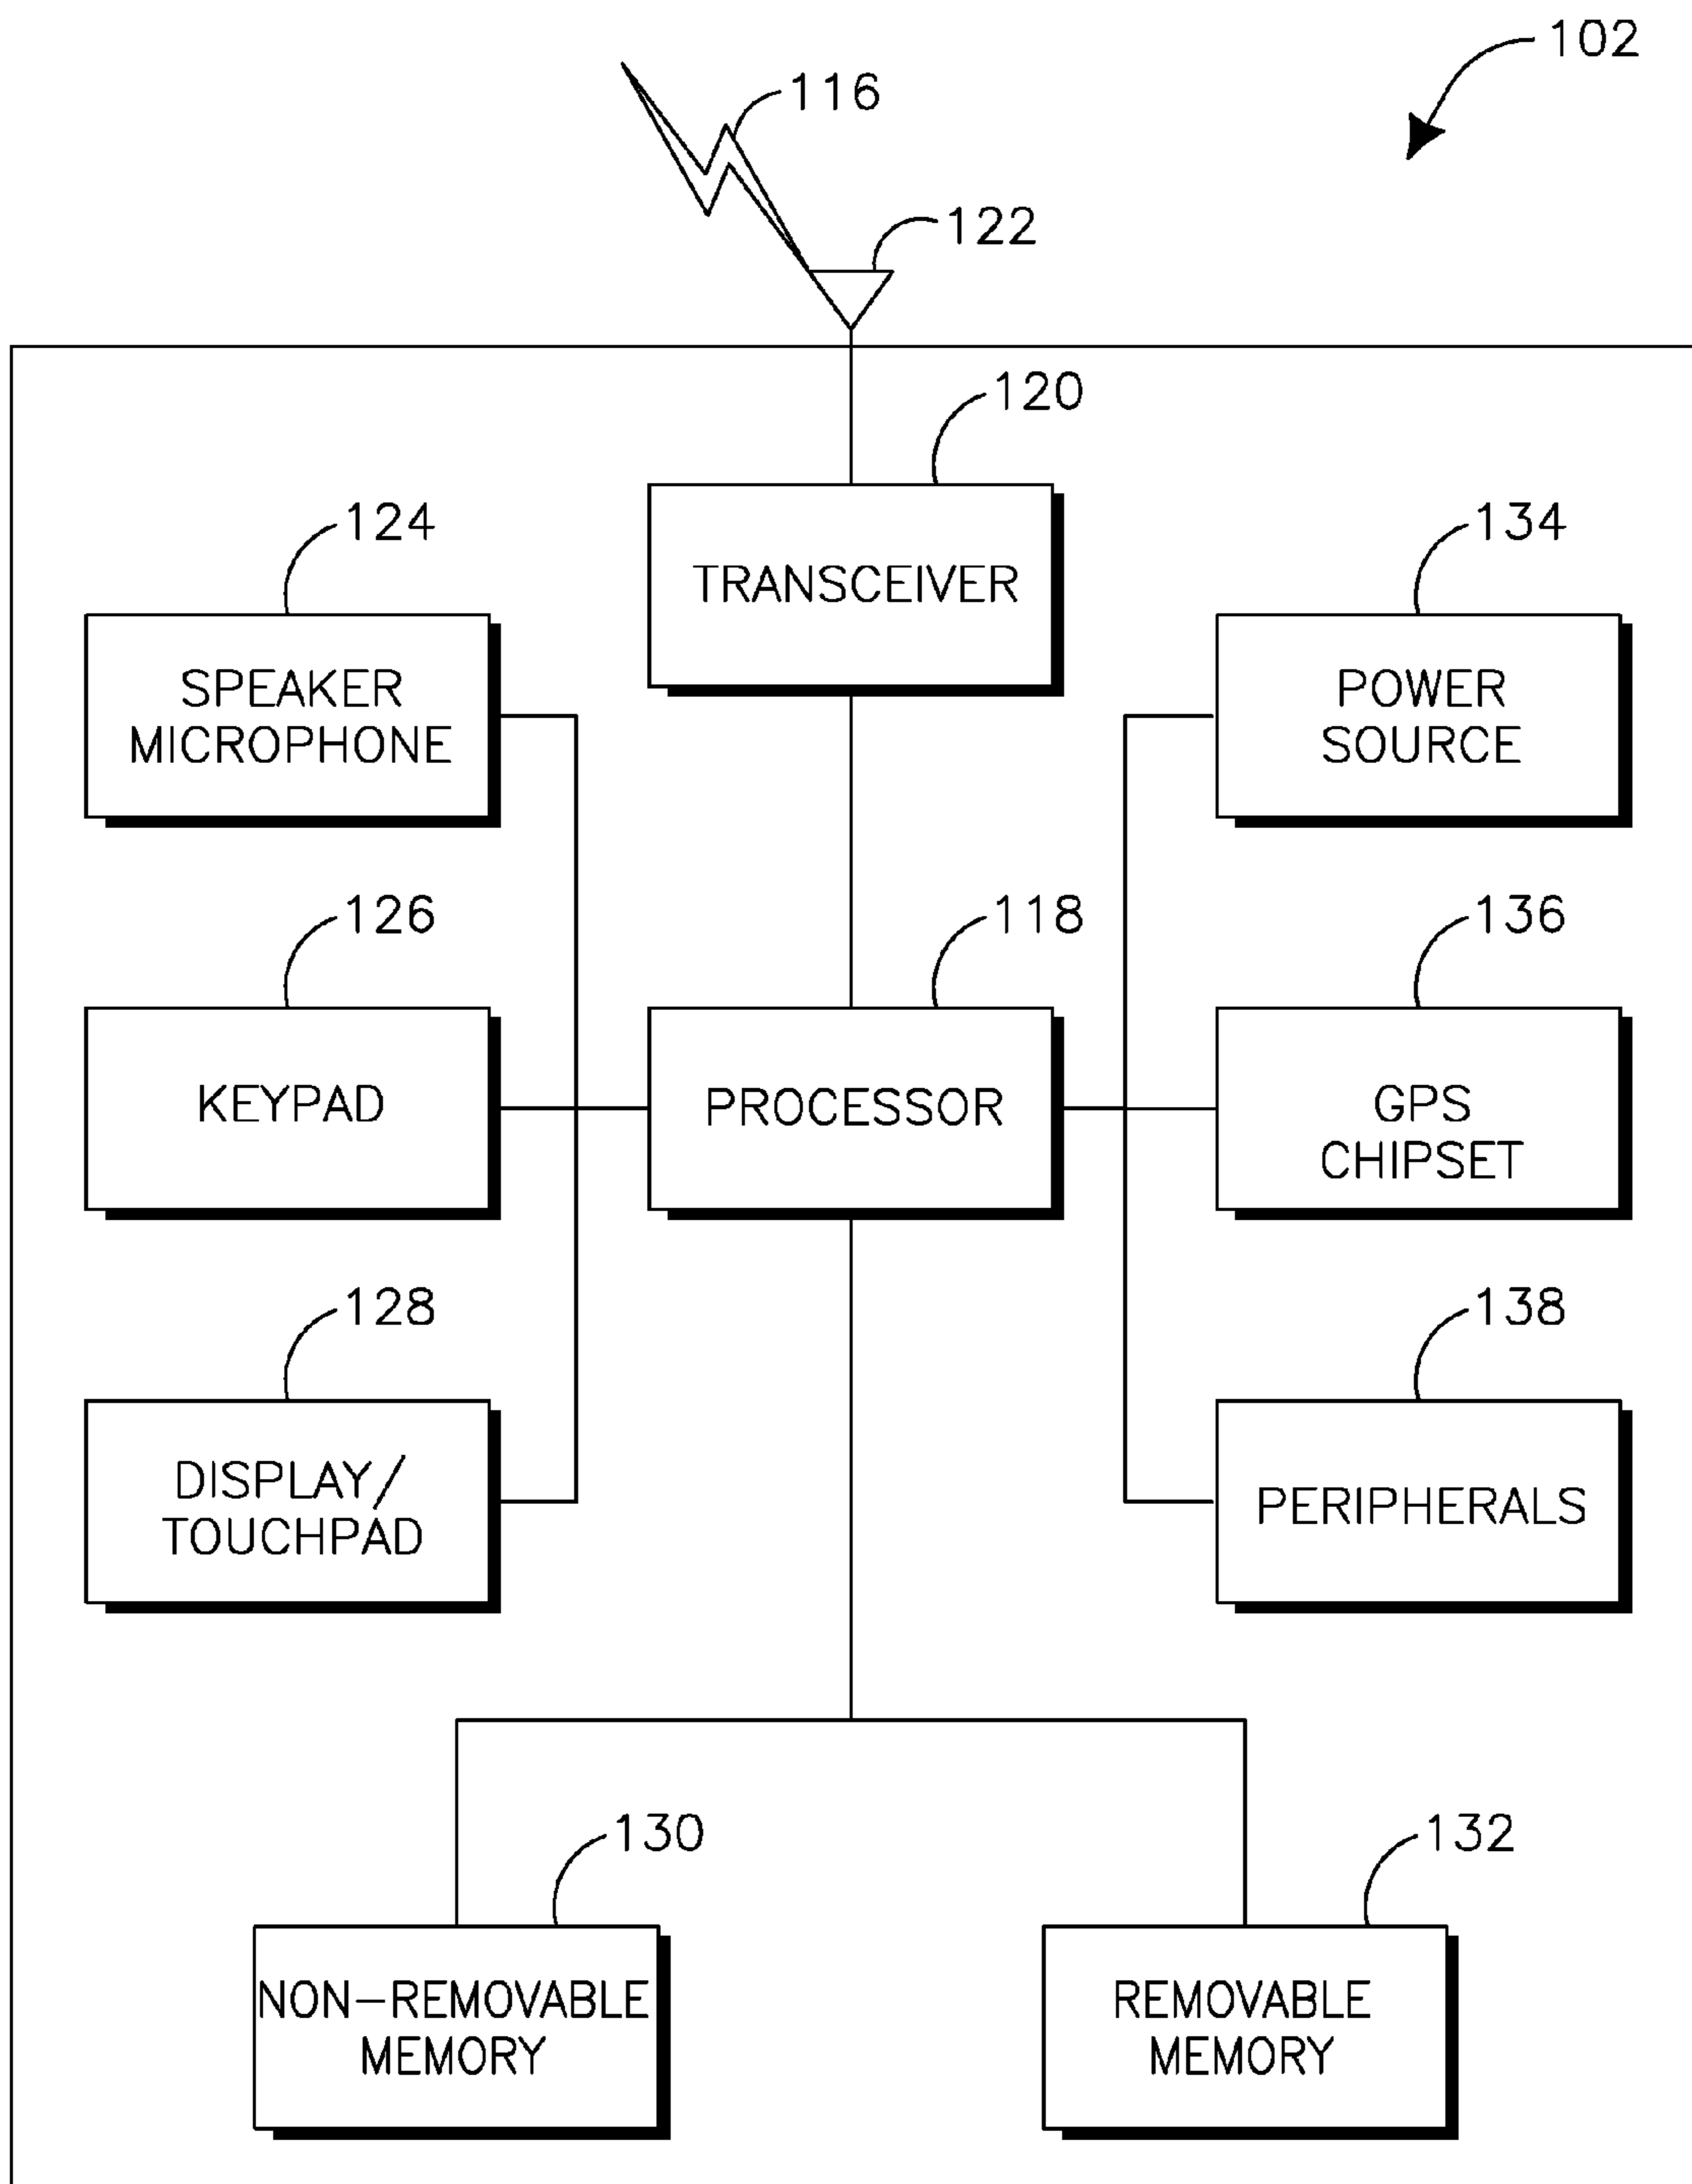 102
116
122
120
TRANSCEIVER
124
SPEAKER
MICROPHONE
134
POWER
SOURCE
126
KEYPAD
118
PROCESSOR
136
GPS
CHIPSET
128
DISPLAY/
TOUCHPAD
138
PERIPHERALS
130
NON-REMOVABLE
MEMORY
132
REMOVABLE
MEMORY